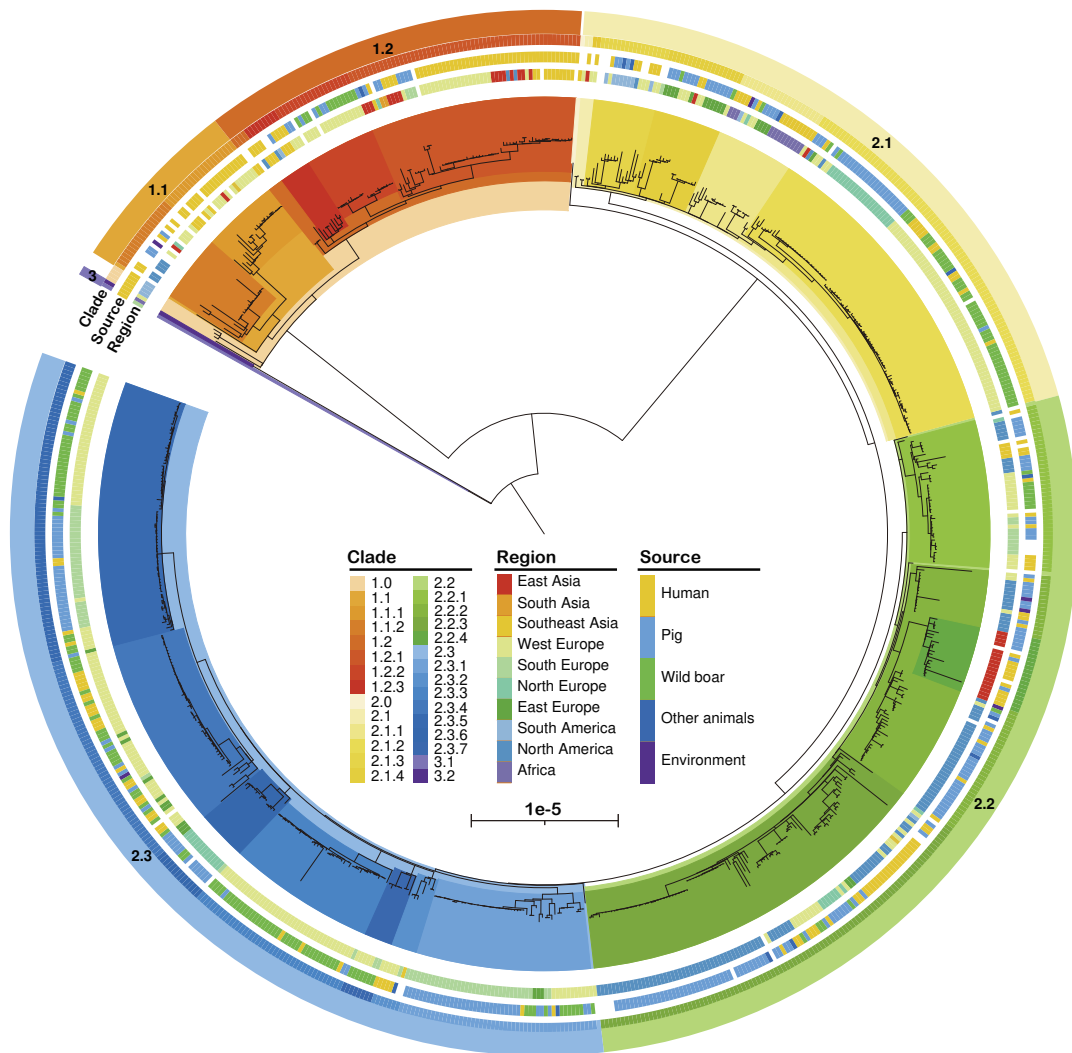 1.2
2.1
1.1
3
Clade
Source
Region
2.2
2.3
Clade
1.0
1.1
1.1.1
1.1.2
1.2
1.2.1
1.2.2
1.2.3
2.0
2.1
2.1.1
2.1.2
2.1.3
2.1.4
2.2
2.2.1
2.2.2
2.2.3
2.2.4
2.3
2.3.1
2.3.2
2.3.3
2.3.4
2.3.5
2.3.6
2.3.7
3.1
3.2
Region
East Asia
South Asia
Southeast Asia
West Europe
South Europe
North Europe
East Europe
South America
North America
Africa
Source
Human
Pig
Wild boar
Other animals
Environment
1e-5